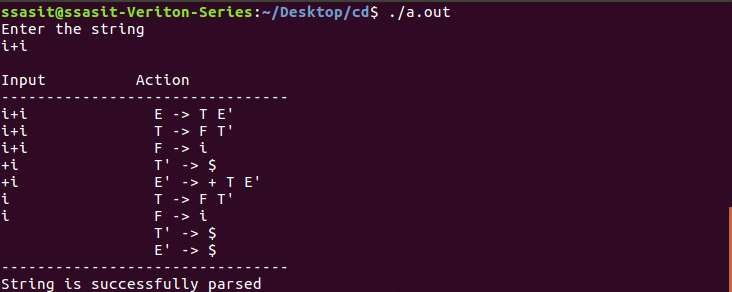 ssasit@ssasit-Veriton-Series:~/Desktop/cd$ ./a.out
Enter the string
i+i
Input Action
--------------------------------
i+i E -> T E'
i+i T -> F T'
i+i F -> i
+i T' -> $
+i E' -> + T E'
i T -> F T'
i F -> i
T' -> $
E' -> $
--------------------------------
String is successfully parsed